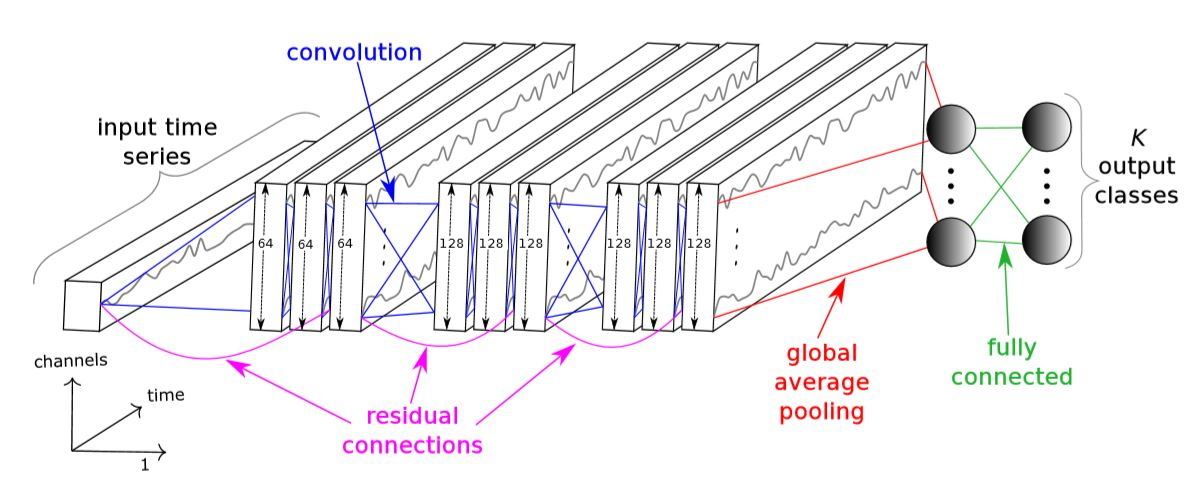 convolution
input time
series
K
output
classes
64
64
64
128
128
128
128
128
128
channels
time
1
residual
connections
global
average
pooling
fully
connected